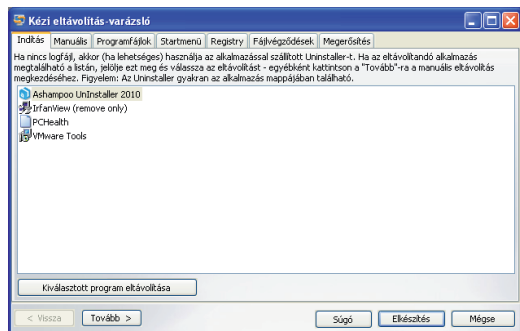 Kézi eltávolítás-varázsló
Indítás Manuális Programfájlok Startmenü Registry Fájlvégződések Megerősítés
Ha nincs logfájl, akkor (ha lehetséges) használja az alkalmazással szállított Uninstaller-t. Ha az eltávolítandó alkalmazás
megtalálható a listán, jelölje ezt meg és válassza az eltávolítást - egyébként kattintson a "Tovább"-ra a manuális eltávolítás
megkezdéséhez. Figyelem: Az Uninstaller gyakran az alkalmazás mappájában található.
Ashampoo UnInstaller 2010
IrfanView (remove only)
PCHealth
VMware Tools
Kiválasztott program eltávolítása
< Vissza Tovább > Súgó Elkészítés Mégse